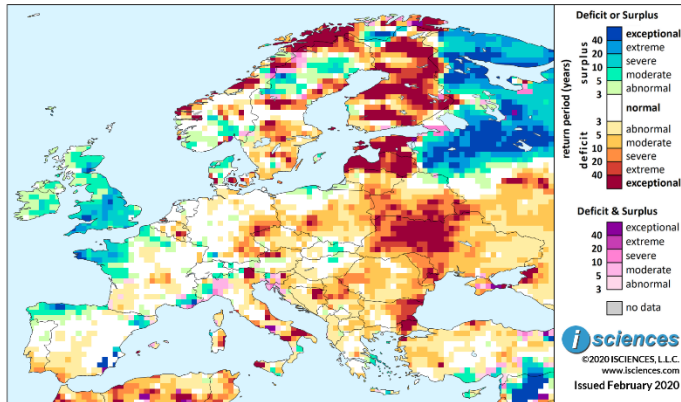 Deficit or Surplus
exceptional
40
extreme
20
severe
10
moderate
5
abnormal
3
normal
3
abnormal
5
moderate
10
severe
20
extreme
40
exceptional
return period (years)
surplus
deficit
Deficit & Surplus
exceptional
40
extreme
20
severe
10
moderate
5
abnormal
3
no data
i sciences
©2020 ISCIENCES, L.L.C.
www.isciences.com
Issued February 2020